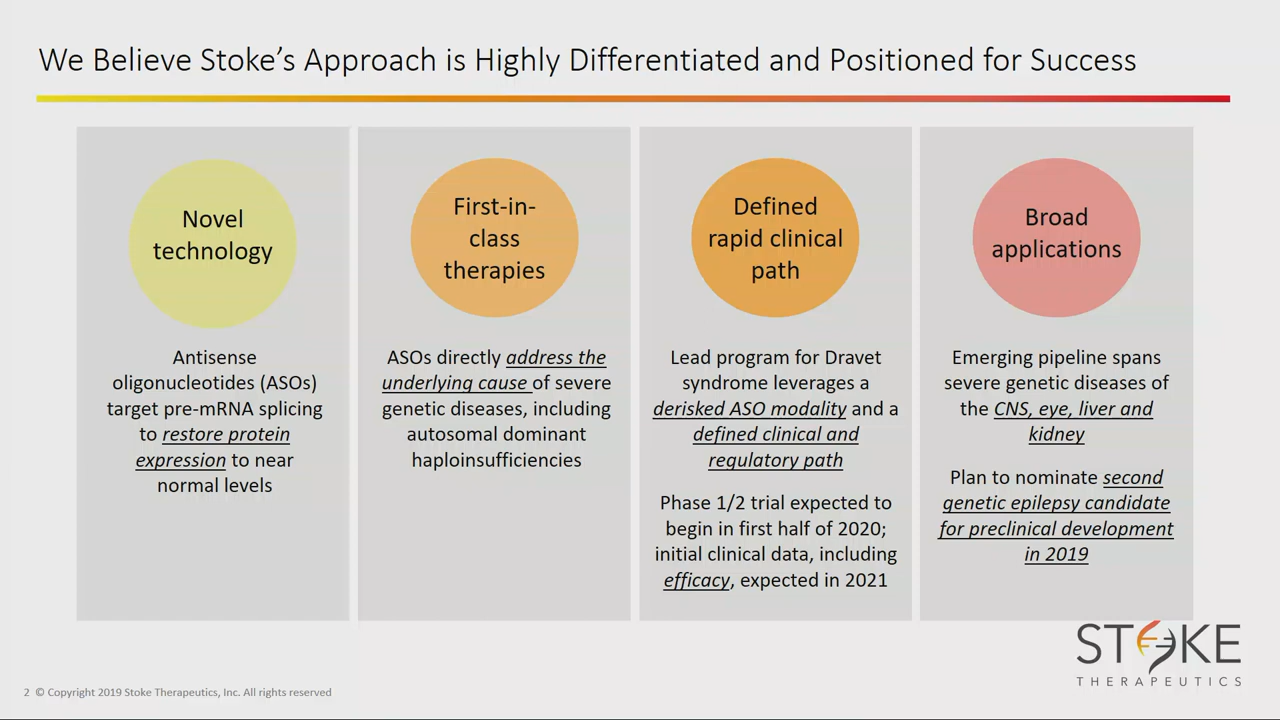 We Believe Stoke’s Approach is Highly Differentiated and Positioned for Success
Novel
technology
Antisense
oligonucleotides (ASOs)
target pre-mRNA splicing
to restore protein
expression to near
normal levels
First-in-
class
therapies
ASOs directly address the
underlying cause of severe
genetic diseases, including
autosomal dominant
haploinsufficiencies
Defined
rapid clinical
path
Lead program for Dravet
syndrome leverages a
derisked ASO modality and a
defined clinical and
regulatory path
Phase 1/2 trial expected to
begin in first half of 2020;
initial clinical data, including
efficacy, expected in 2021
Broad
applications
Emerging pipeline spans
severe genetic diseases of
the CNS, eye, liver and
kidney
Plan to nominate second
genetic epilepsy candidate
for preclinical development
in 2019
STOKE
THERAPEUTICS
2 © Copyright 2019 Stoke Therapeutics, Inc. All rights reserved